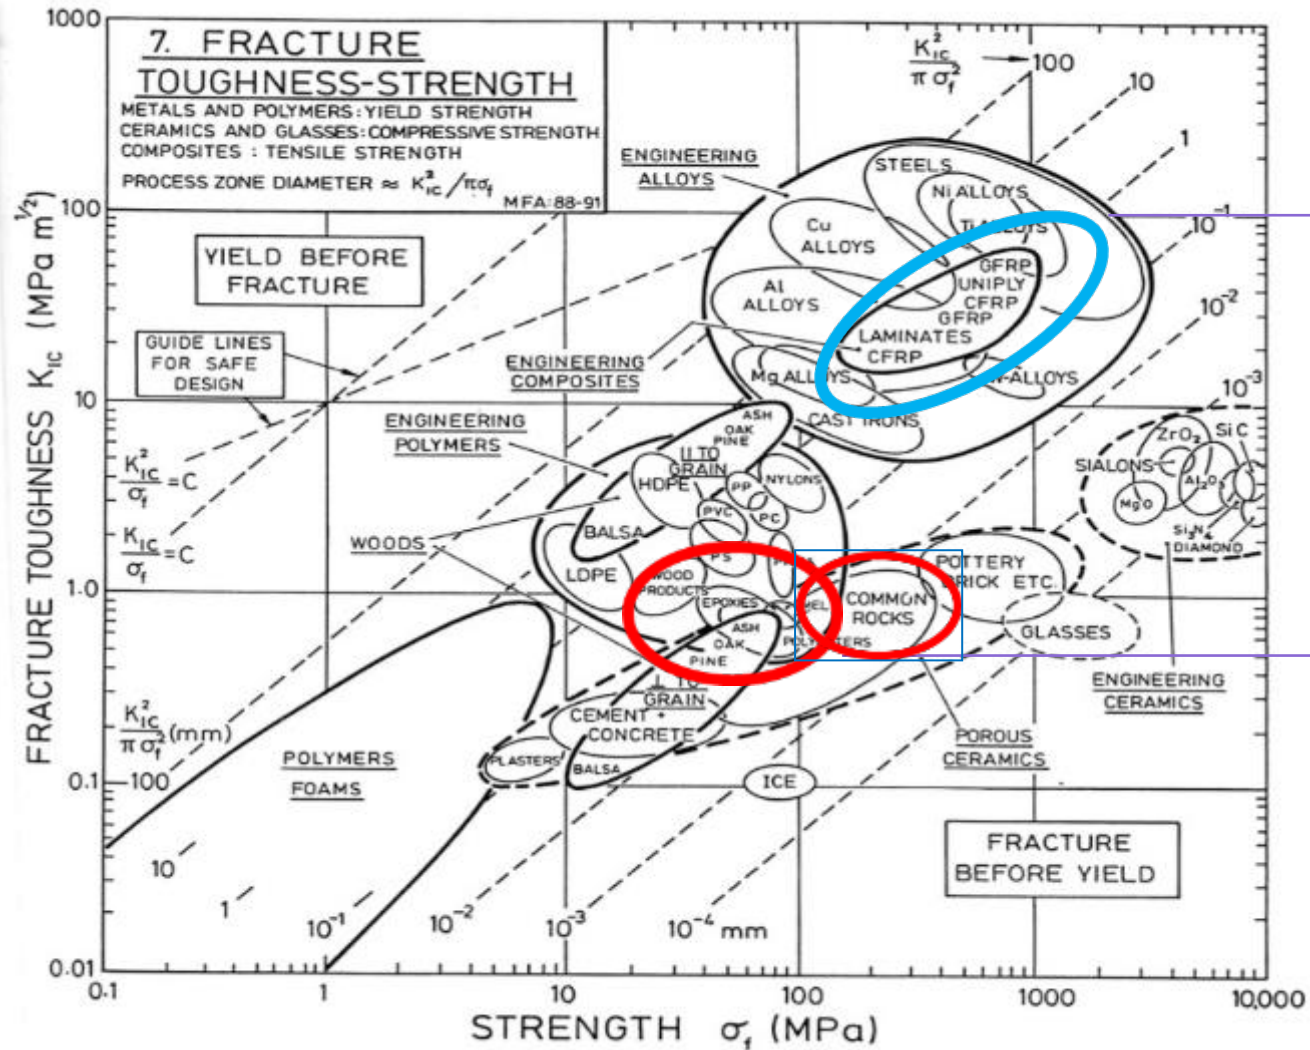 1000
7. FRACTURE
TOUGHNESS-STRENGTH
METALS AND POLYMERS: YIELD STRENGTH
CERAMICS AND GLASSES: COMPRESSIVE STRENGTH
COMPOSITES : TENSILE STRENGTH
PROCESS ZONE DIAMETER ≈ K²IC/πσf
MFA: 88-91
K²IC/πσf² → 100
10
1
10⁻¹
10⁻²
10⁻³
ENGINEERING
ALLOYS
STEELS
Ni ALLOYS
Ti ALLOYS
Cu
ALLOYS
Al
ALLOYS
GFRP
UNIPLY
CFRP
GFRP
LAMINATES
CFRP
Mg ALLOYS
CAST IRONS
100
YIELD BEFORE
FRACTURE
GUIDE LINES
FOR SAFE
DESIGN
ENGINEERING
COMPOSITES
ENGINEERING
POLYMERS
10
K²IC/σf = C
KIC/σf = C
WOODS
ASH
OAK
PINE
|| TO
GRAIN
HDPE
PP
NYLONS
PVC
PC
BALSA
PS
LDPE
WOOD
PRODUCTS
EPOXIES
ASH
OAK
PINE
⊥ TO
GRAIN
COMMON
ROCKS
POTTERY
BRICK ETC.
GLASSES
ZrO₂
SiC
SIALONS
Al₂O₃
MgO
Si₃N₄
DIAMOND
ENGINEERING
CERAMICS
POROUS
CERAMICS
1.0
K²IC/πσf² (mm)
CEMENT +
CONCRETE
PLASTERS
BALSA
ICE
POLYMERS
FOAMS
0.1
100
10
1
10⁻¹
10⁻²
10⁻³
10⁻⁴ mm
FRACTURE
BEFORE YIELD
0.01
0.1
1
10
100
1000
10,000
STRENGTH σf (MPa)
FRACTURE TOUGHNESS KIC (MPa m^½)